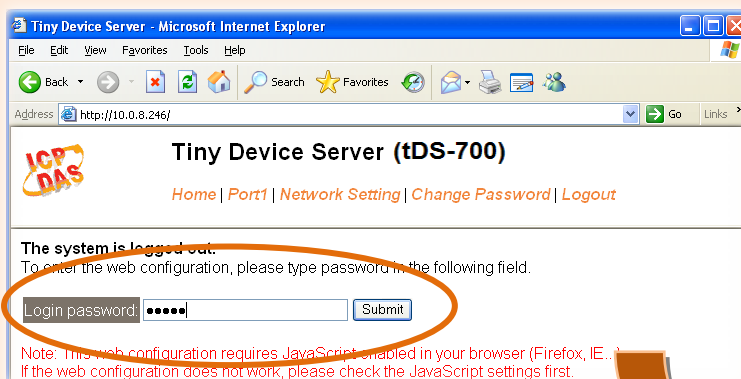 Tiny Device Server - Microsoft Internet Explorer
File Edit View Favorites Tools Help
Back Search Favorites
Address http://10.0.8.246/ Go Links
ICP DAS
Tiny Device Server (tDS-700)
Home | Port1 | Network Setting | Change Password | Logout
The system is logged out.
To enter the web configuration, please type password in the following field.
Login password: ●●●●● Submit
Note: This web configuration requires JavaScript enabled in your browser (Firefox, IE...)
If the web configuration does not work, please check the JavaScript settings first.